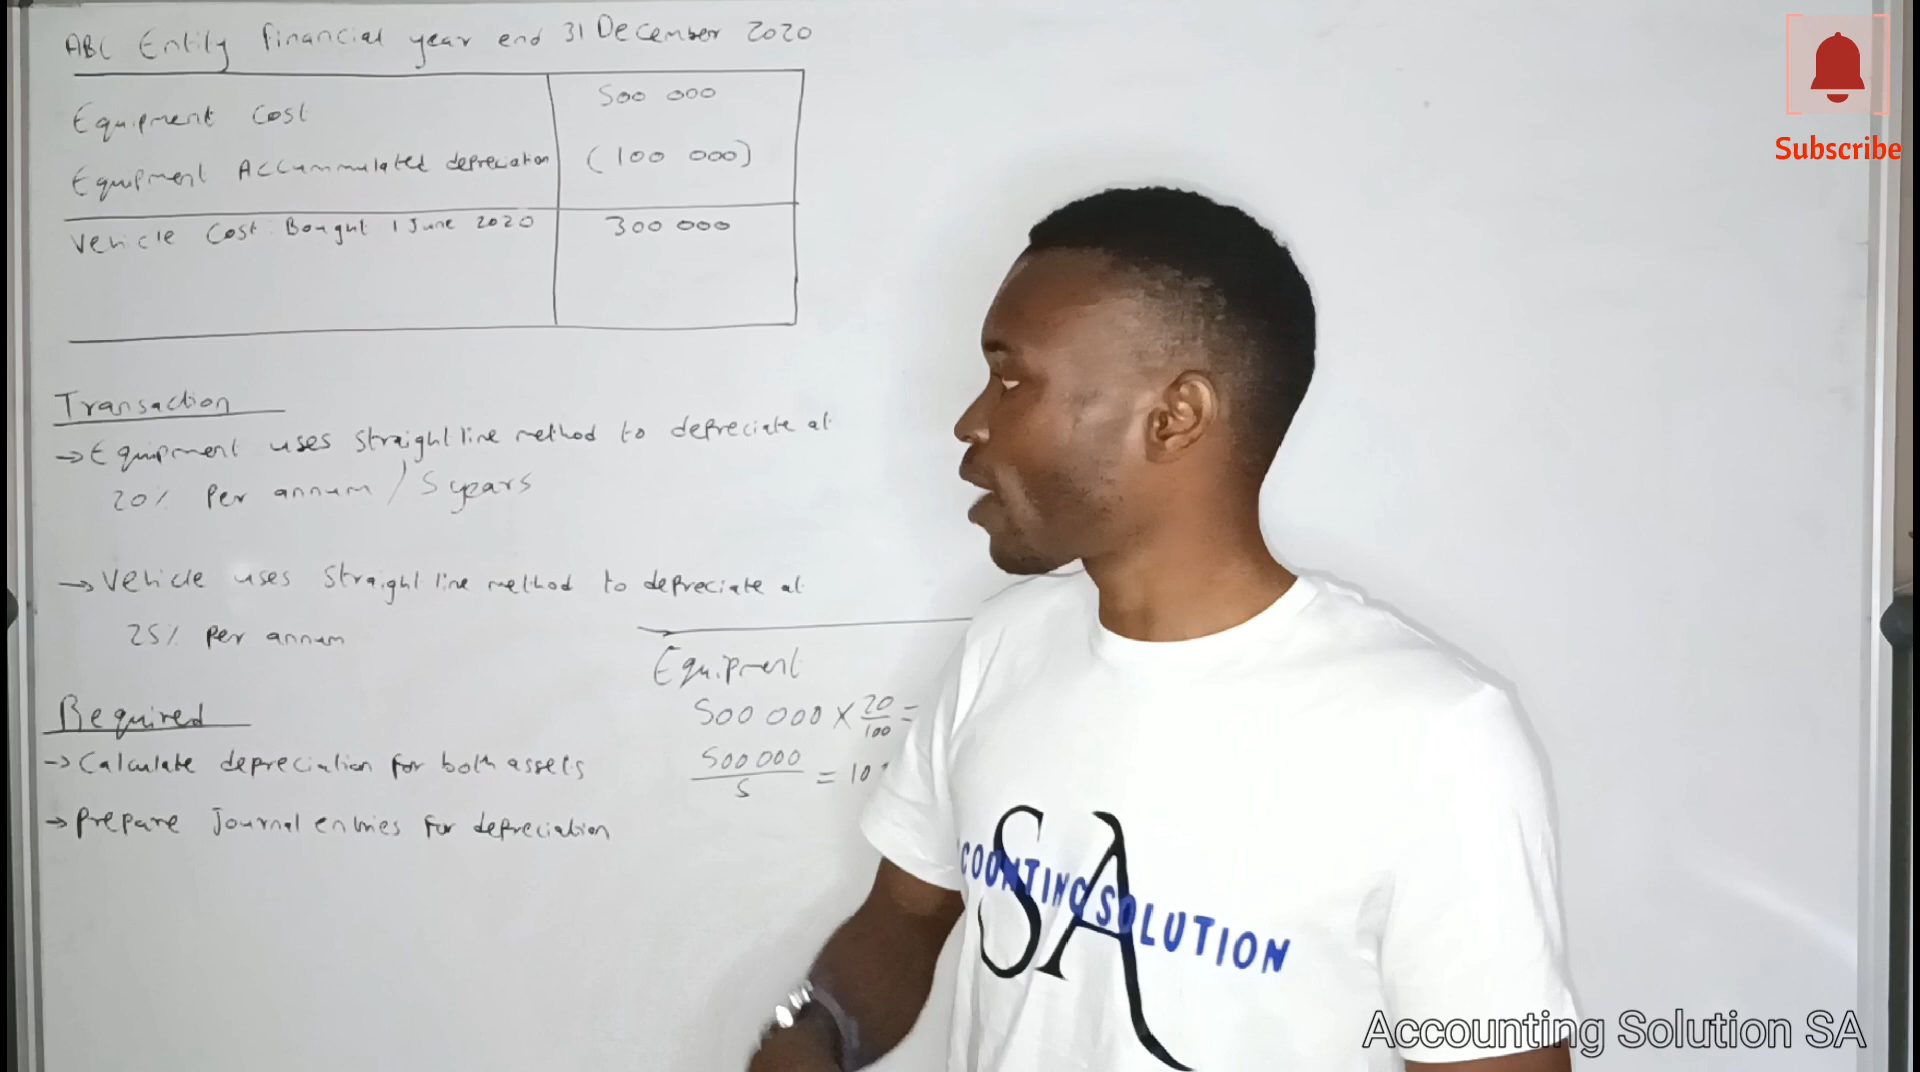 ABC Entity financial year end 31 December 2020
Equipment Cost 500 000
Equipment Accummulated depreciation (100 000)
Vehicle Cost Bought 1 June 2020 300 000
Transaction
→ Equipment uses straight line method to depreciate at
20% Per annum / 5 years
→ Vehicle uses straight line method to depreciate at
25% Per annum
Required
→ Calculate depreciation for both assets
→ Prepare Journal entries for depreciation
Equipment
500 000 × 20/100 =
500 000/5 = 10
Subscribe
SA
COUNTING SOLUTION
Accounting Solution SA